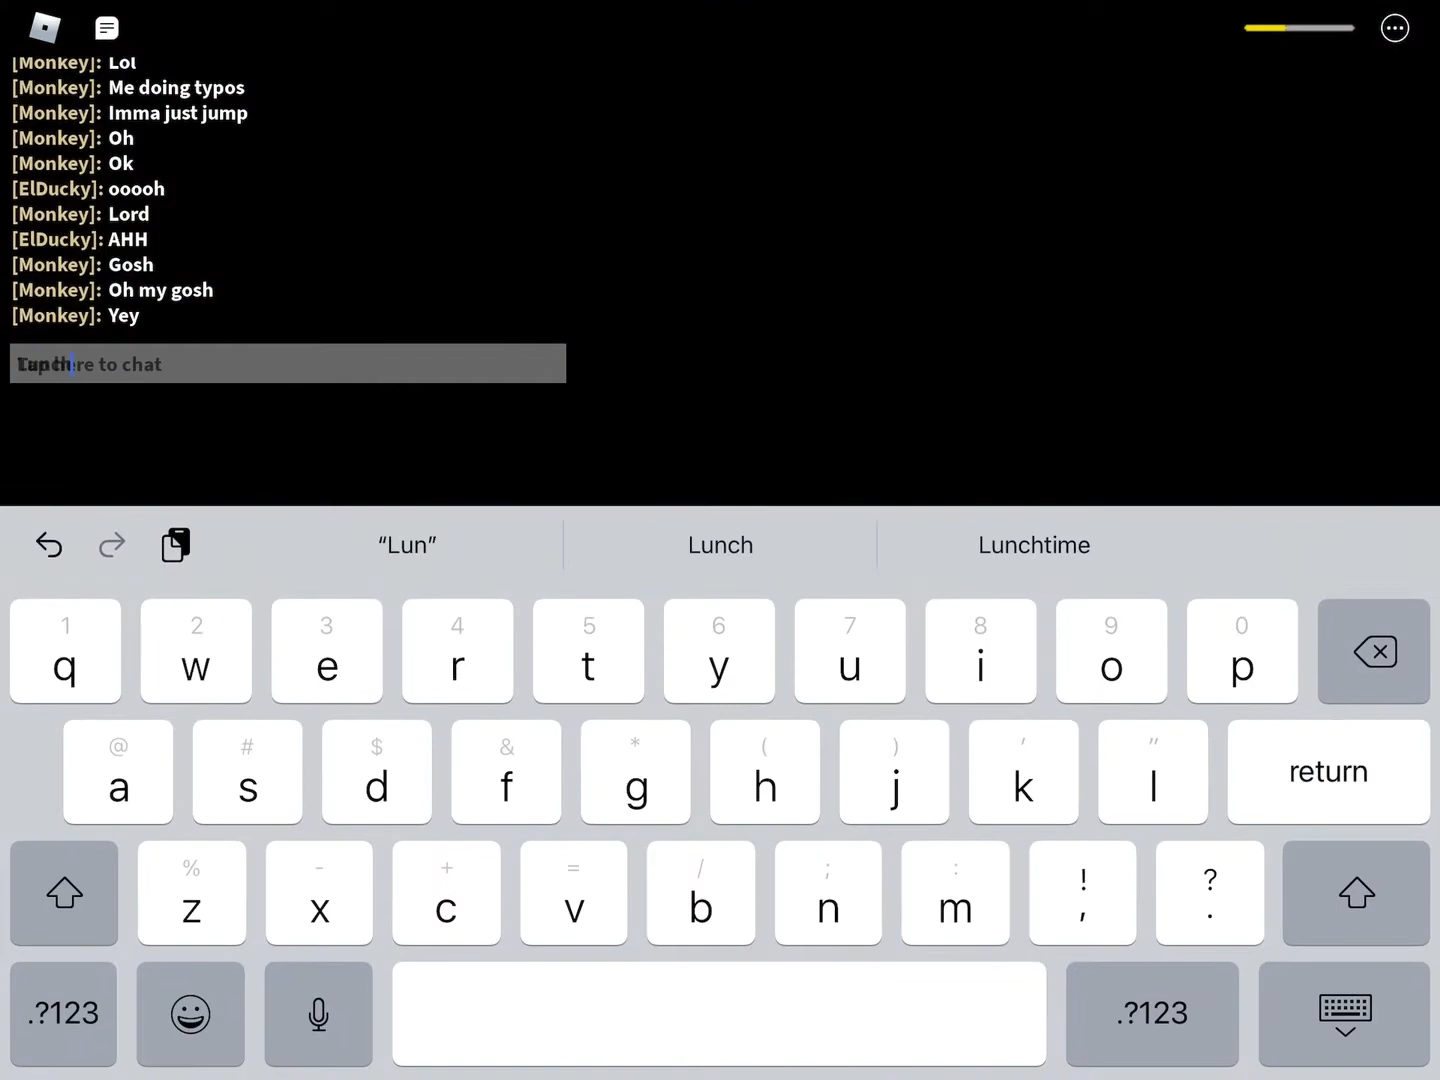 [Monkey]: Lol
[Monkey]: Me doing typos
[Monkey]: Imma just jump
[Monkey]: Oh
[Monkey]: Ok
[ElDucky]: ooooh
[Monkey]: Lord
[ElDucky]: AHH
[Monkey]: Gosh
[Monkey]: Oh my gosh
[Monkey]: Yey
here to chat
“Lun” Lunch Lunchtime
1 2 3 4 5 6 7 8 9 0
q w e r t y u i o p
@ # $ & * ( ) ' "
a s d f g h j k l return
% - + = / ; : ! ?
z x c v b n m , .
.?123 .?123